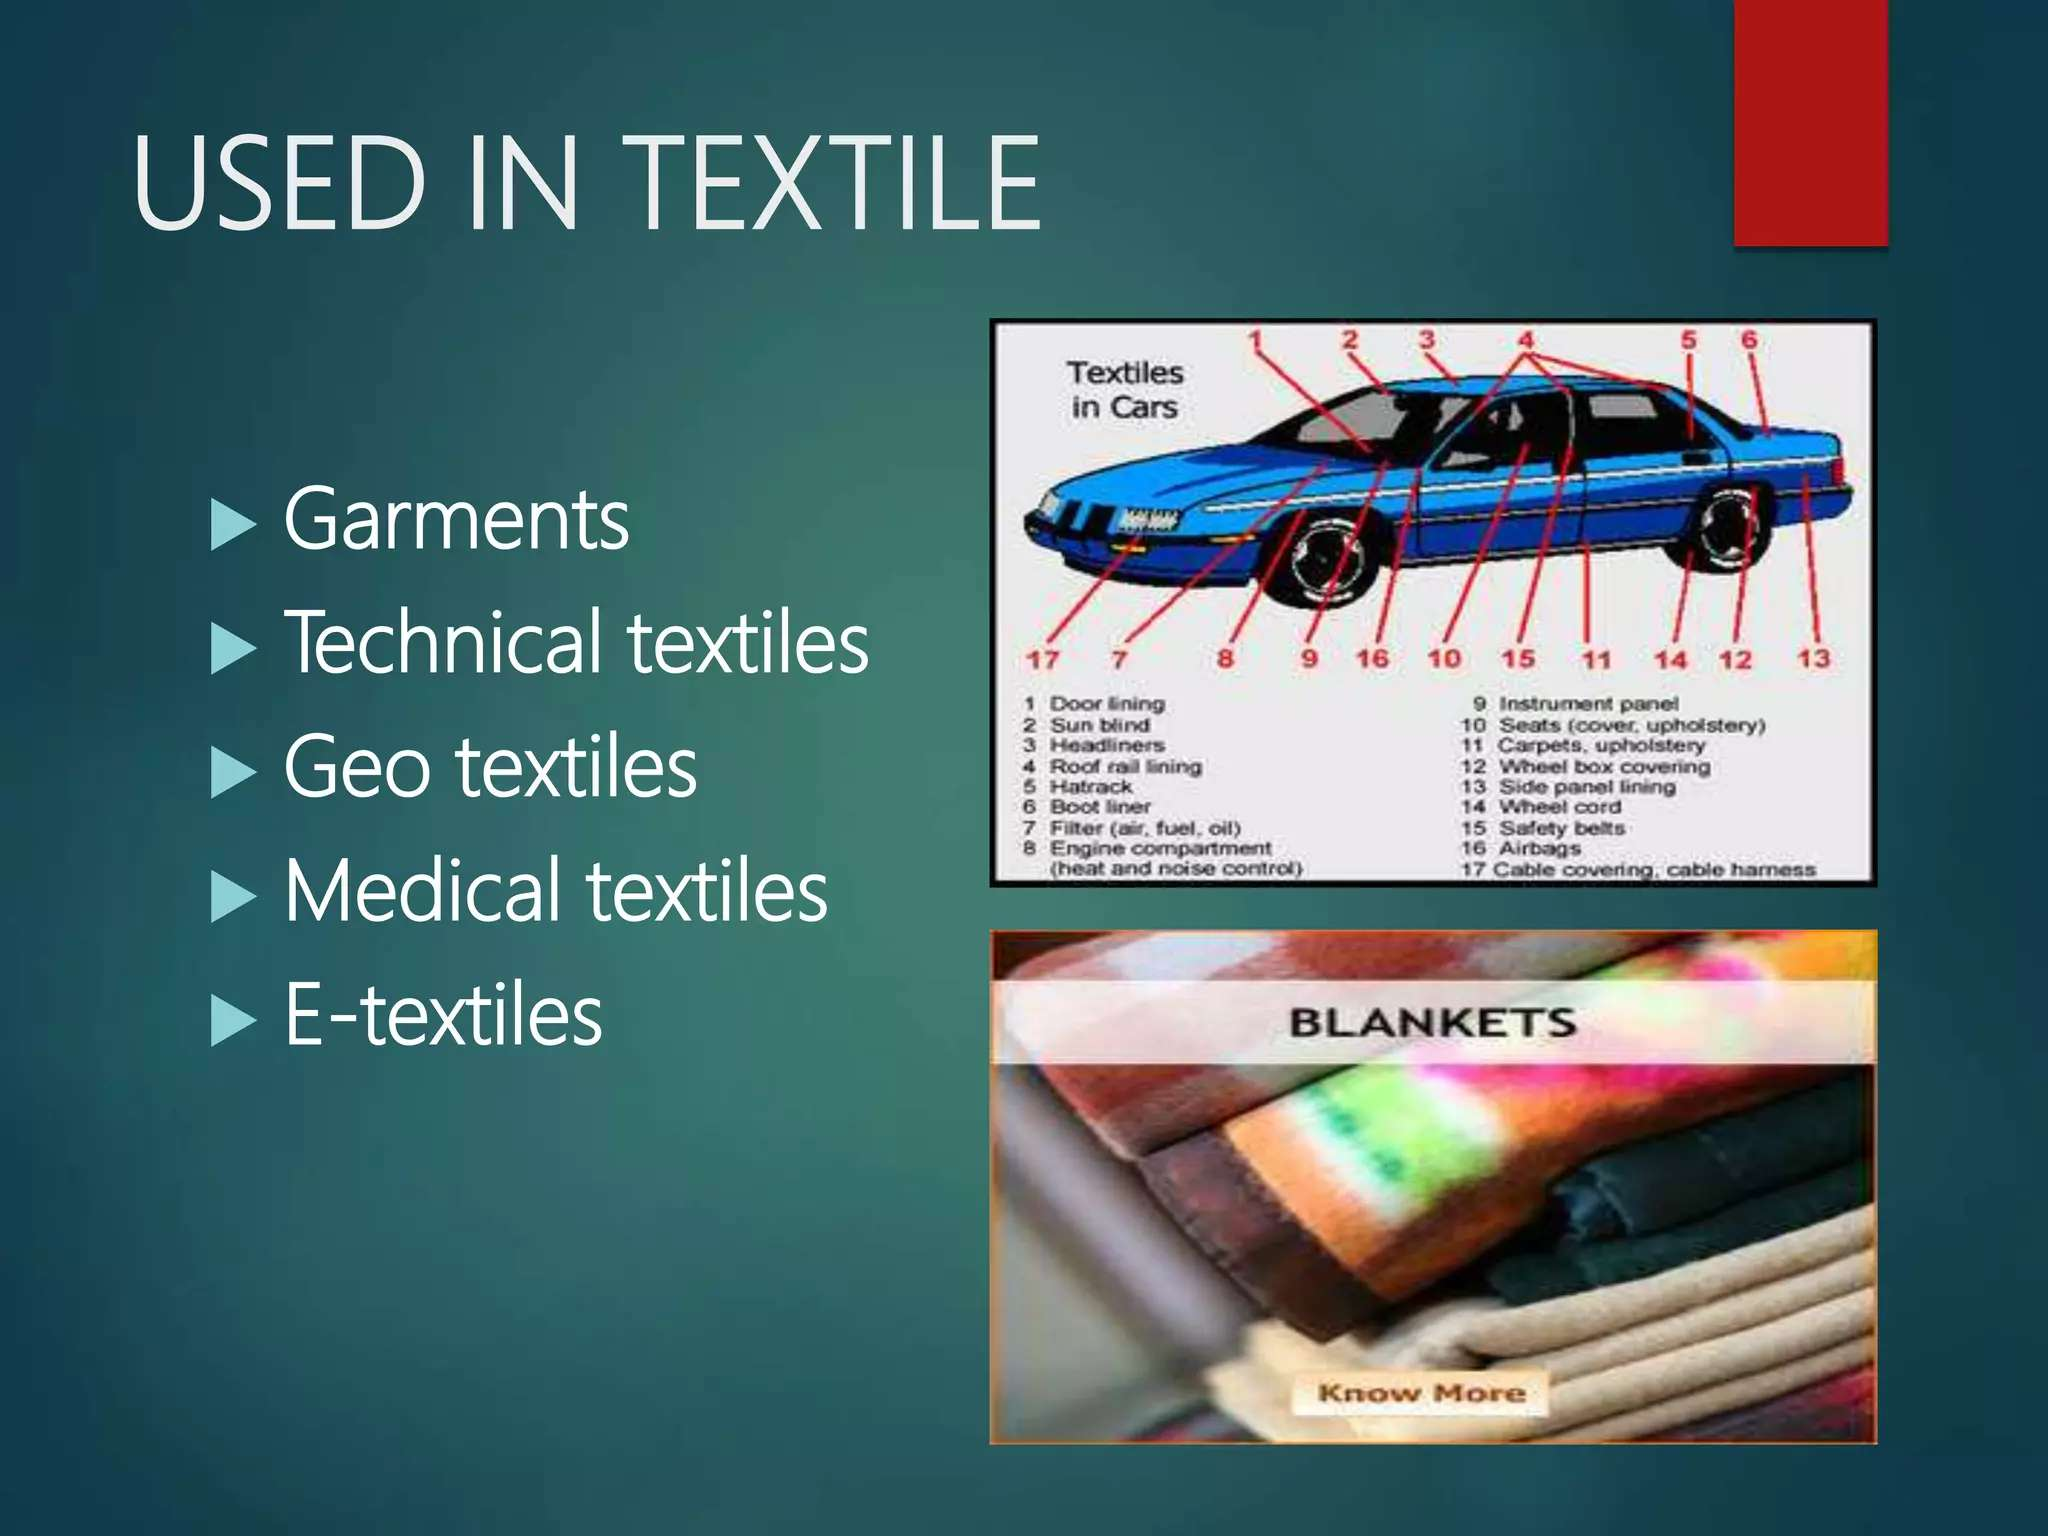 USED IN TEXTILE
Garments
Technical textiles
Geo textiles
Medical textiles
E-textiles
Textiles
in Cars
1 2 3 4 5 6
17 7 8 9 16 10 15 11 14 12 13
1 Door lining
2 Sun blind
3 Headliners
4 Roof rail lining
5 Hatrack
6 Boot liner
7 Filter (air, fuel, oil)
8 Engine compartment
(heat and noise control)
9 Instrument panel
10 Seats (cover, upholstery)
11 Carpets, upholstery
12 Wheel box covering
13 Side panel lining
14 Wheel cord
15 Safety belts
16 Airbags
17 Cable covering, cable harness
BLANKETS
Know More